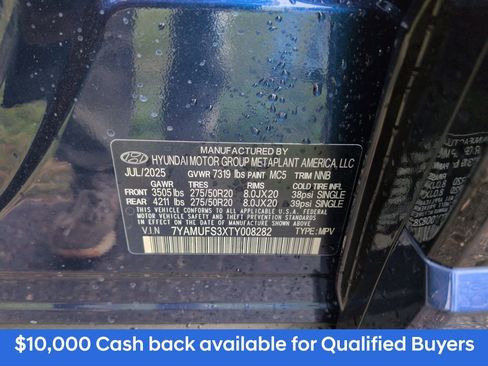 MANUFACTURED BY
HYUNDAI MOTOR GROUP METAPLANT AMERICA, LLC
JUL/2025 GVWR 7319 lbs PAINT MC5 TRIM NNB
GAWR TIRES RIMS COLD TIRE INFL
FRONT 3505 lbs 275/50R20 8.0JX20 38psi SINGLE
REAR 4211 lbs 275/50R20 8.0JX20 39psi SINGLE
THIS VEHICLE CONFORMS TO ALL APPLICABLE
FEDERAL MOTOR VEHICLE SAFETY, BUMPER, AND
THEFT PREVENTION STANDARDS IN EFFECT ON THE
DATE OF MANUFACTURE SHOWN ABOVE.
V.I.N 7YAMUFS3XTY008282 TYPE: MPV
$10,000 Cash back available for Qualified Buyers